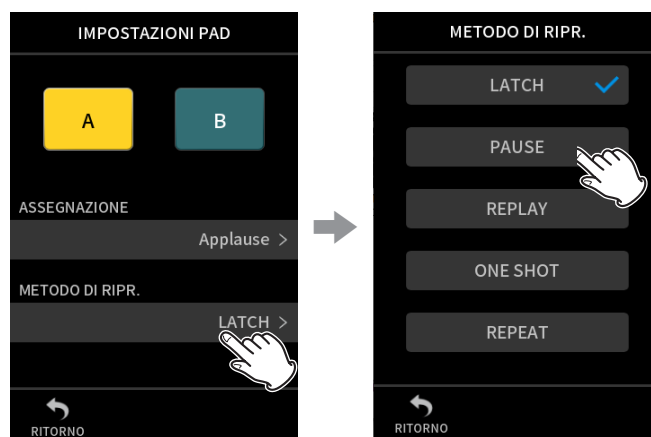 IMPOSTAZIONI PAD
A
B
ASSEGNAZIONE
Applause >
METODO DI RIPR.
LATCH >
RITORNO
METODO DI RIPR.
LATCH
PAUSE
REPLAY
ONE SHOT
REPEAT
RITORNO